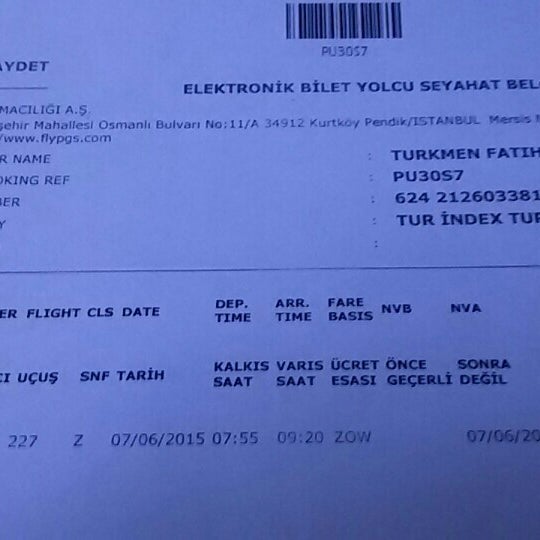 PU30S7
AYDET
ELEKTRONİK BİLET YOLCU SEYAHAT BEL
MACILIĞI A.Ş.
şehir Mahallesi Osmanlı Bulvarı No:11/A 34912 Kurtköy Pendik/ISTANBUL Mersis
/www.flypgs.com
R NAME : TURKMEN FATIH
OKING REF : PU30S7
BER : 624 212603381
Y : TUR İNDEX TUR
:
ER FLIGHT CLS DATE DEP. TIME ARR. TIME FARE BASIS NVB NVA
CI UÇUŞ SNF TARİH KALKIS SAAT VARIS SAAT ÜCRET ESASI ÖNCE GEÇERLİ SONRA DEĞİL
227 Z 07/06/2015 07:55 09:20 ZOW 07/06/20